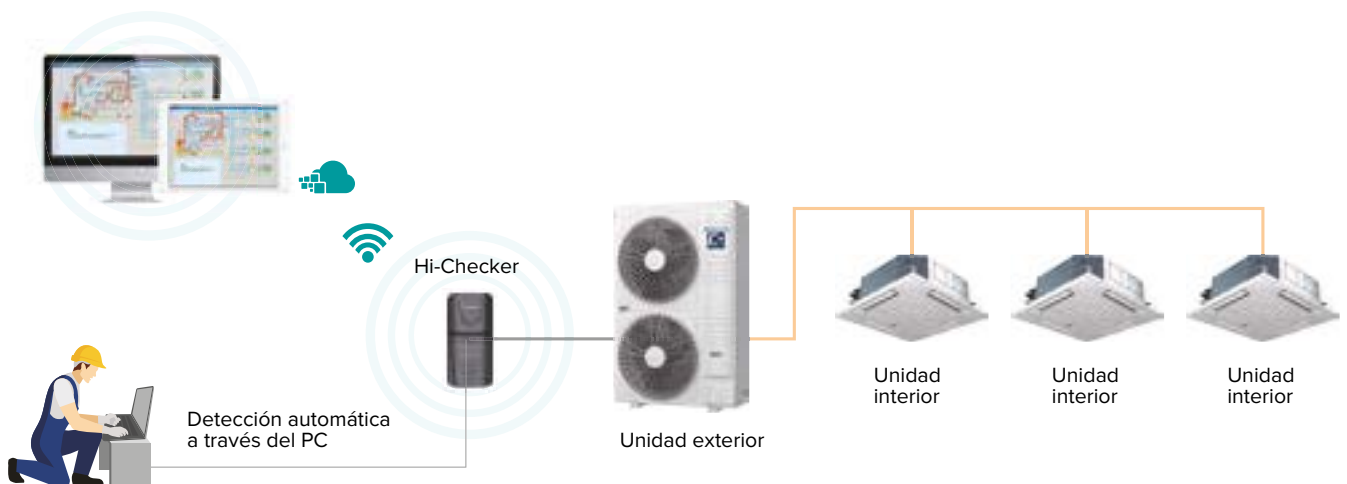 Hi-Checker
Detección automática
a través del PC
Unidad exterior
Unidad
interior
Unidad
interior
Unidad
interior